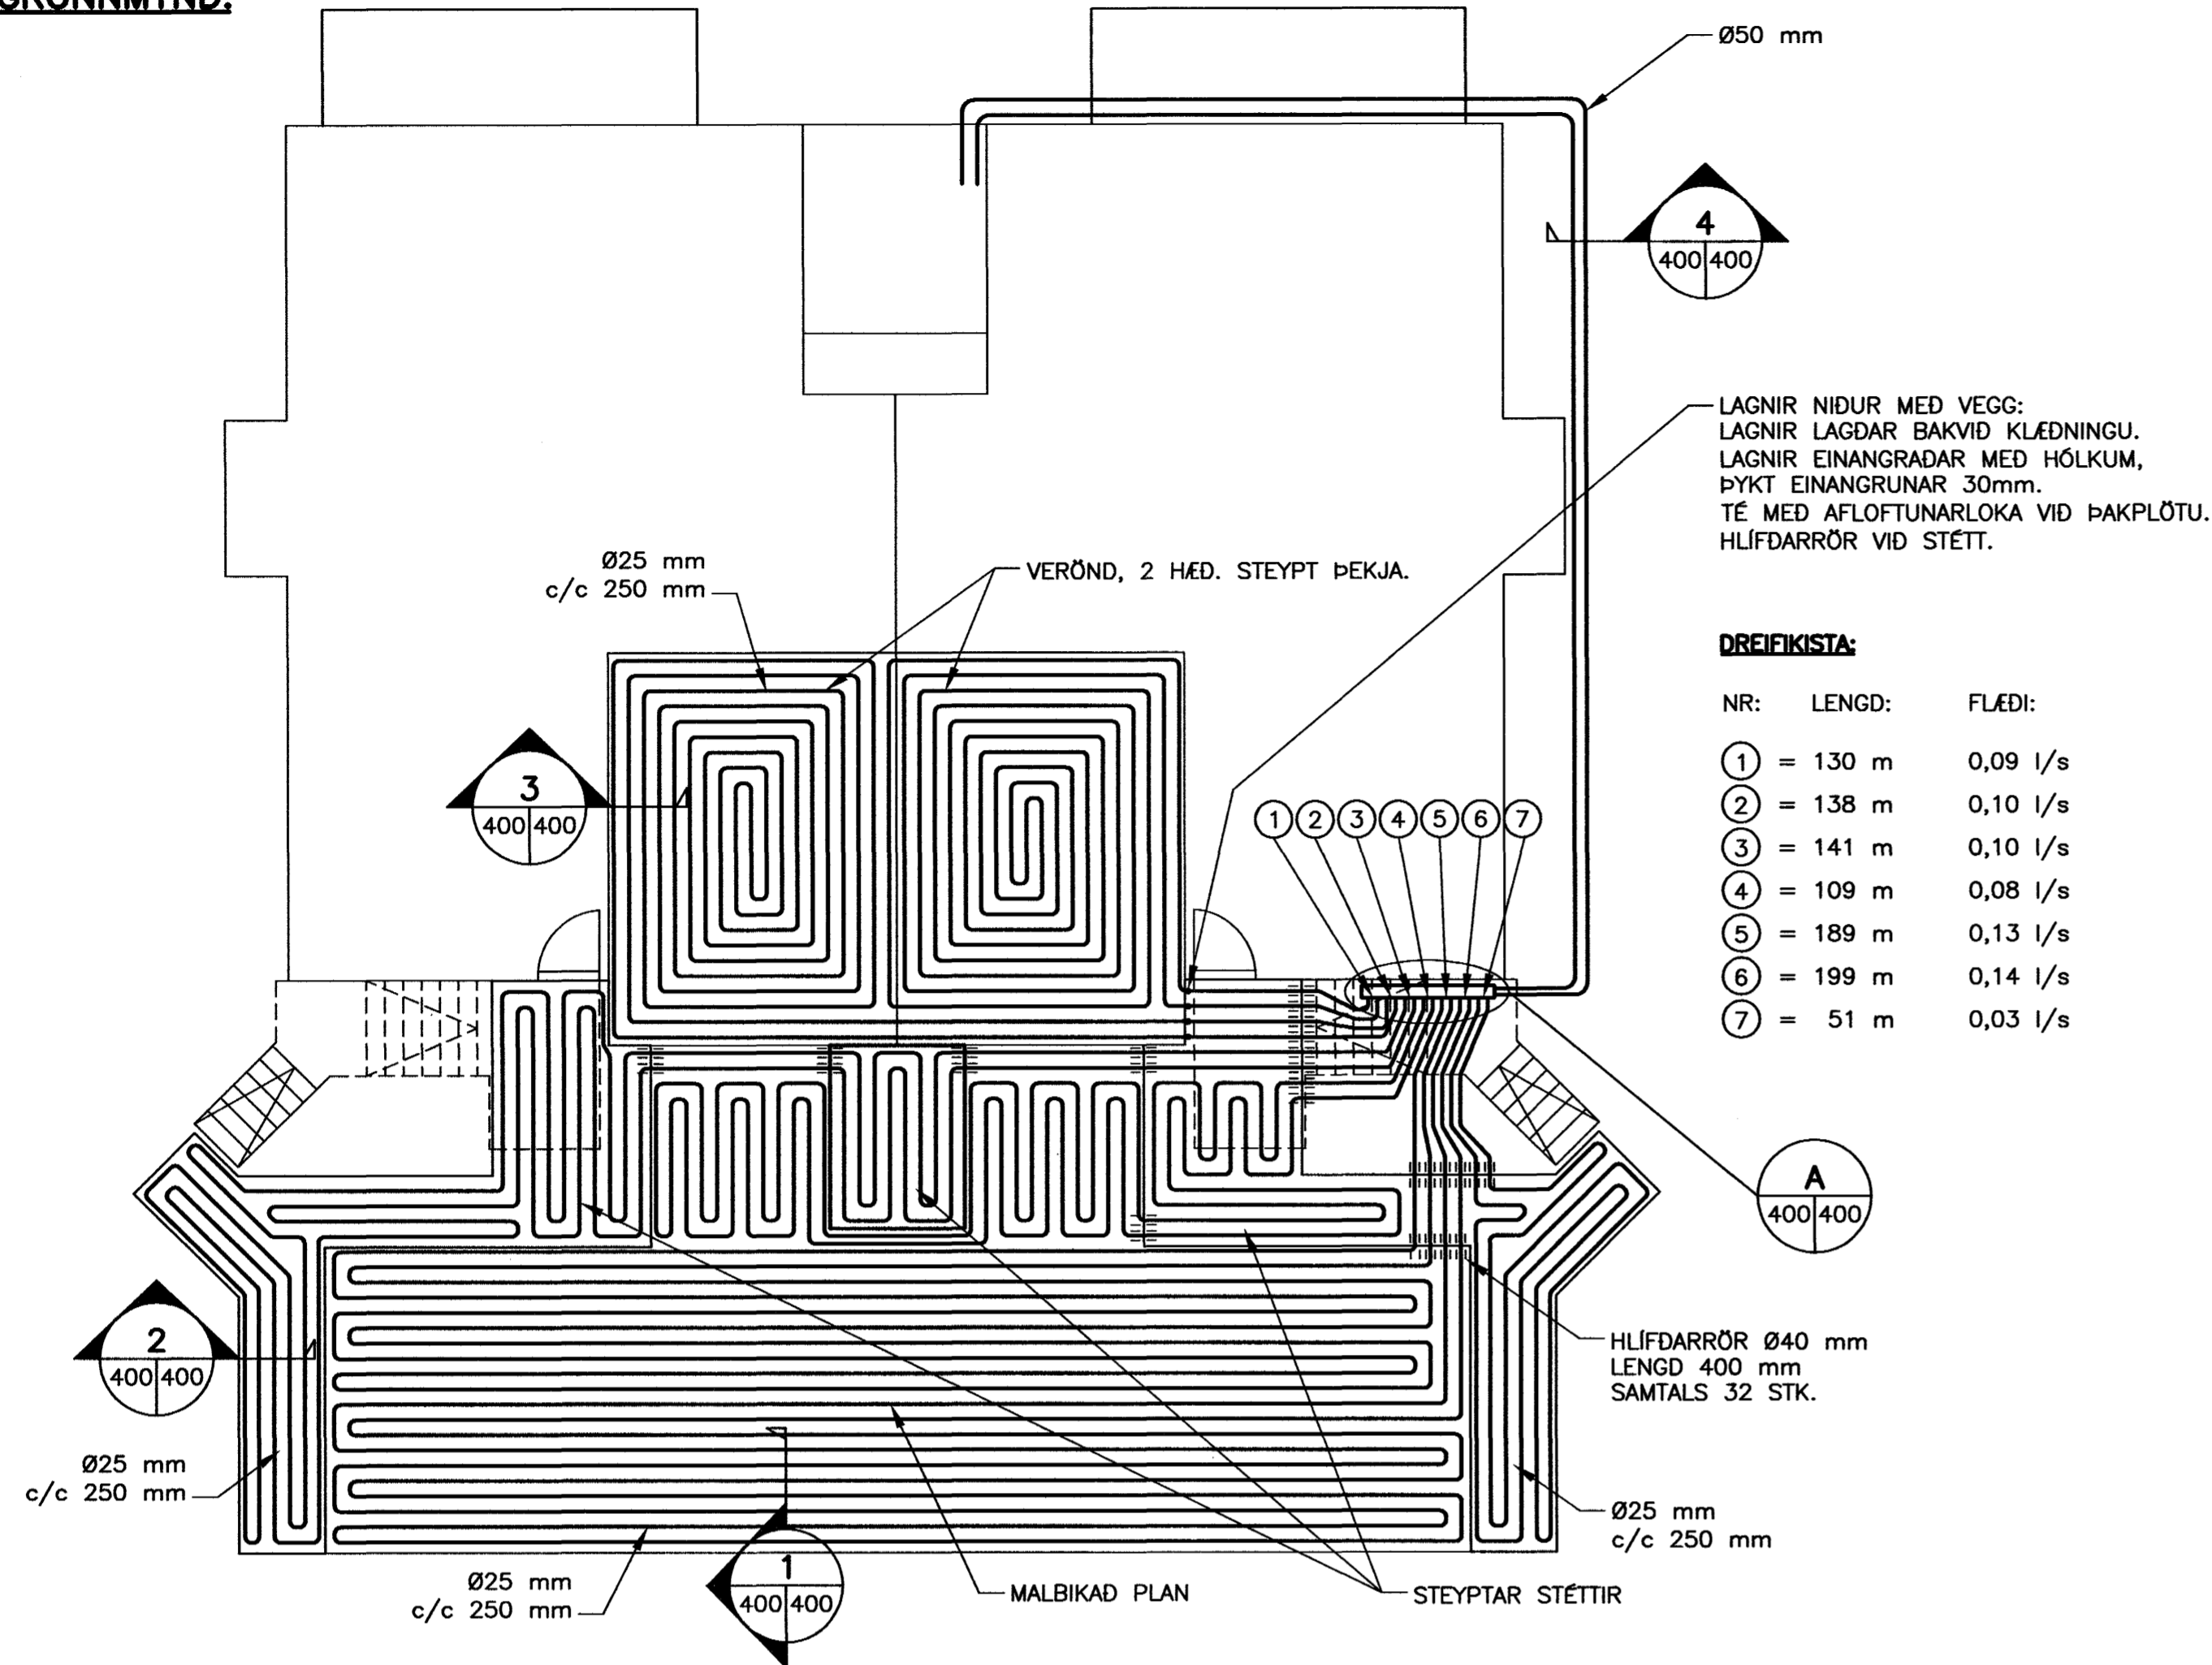 GRUNNMYND:
Ø50 mm
4
400 400
LAGNIR NIÐUR MEÐ VEGG:
LAGNIR LAGÐAR BAKVIÐ KLÆÐNINGU.
LAGNIR EINANGRAÐAR MEÐ HÓLKUM,
ÞYKT EINANGRUNAR 30mm.
TÉ MEÐ AFLOFTUNARLOKA VIÐ ÞAKPLÖTU.
HLÍFÐARRÖR VIÐ STÉTT.
Ø25 mm
c/c 250 mm
VERÖND, 2 HÆÐ. STEYPT ÞEKJA.
DREIFIKISTA:
NR: LENGD: FLÆÐI:
1 = 130 m 0,09 l/s
2 = 138 m 0,10 l/s
3 = 141 m 0,10 l/s
4 = 109 m 0,08 l/s
5 = 189 m 0,13 l/s
6 = 199 m 0,14 l/s
7 = 51 m 0,03 l/s
3
400 400
1 2 3 4 5 6 7
A
400 400
2
400 400
HLÍFÐARRÖR Ø40 mm
LENGD 400 mm
SAMTALS 32 STK.
Ø25 mm
c/c 250 mm
Ø25 mm
c/c 250 mm
Ø25 mm
c/c 250 mm
1
400 400
MALBIKAÐ PLAN
STEYPTAR STÉTTIR